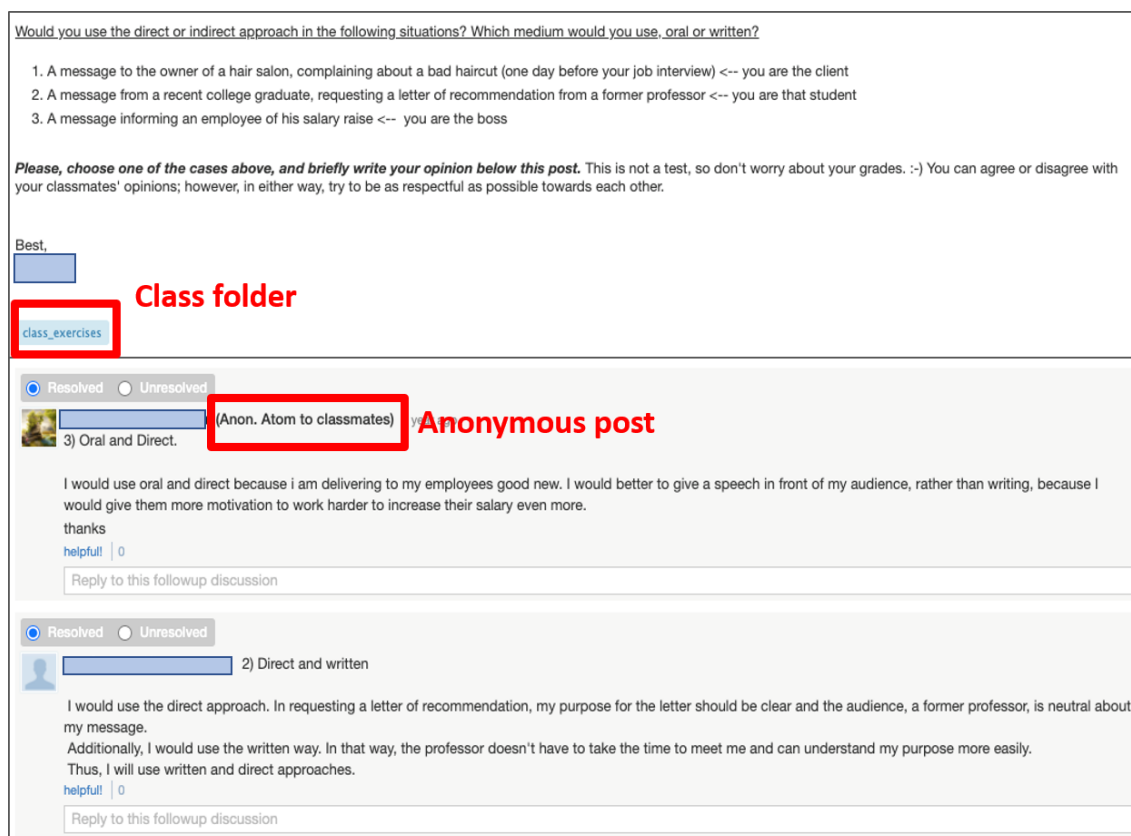 Would you use the direct or indirect approach in the following situations? Which medium would you use, oral or written?
1. A message to the owner of a hair salon, complaining about a bad haircut (one day before your job interview) <-- you are the client
2. A message from a recent college graduate, requesting a letter of recommendation from a former professor <-- you are that student
3. A message informing an employee of his salary raise <-- you are the boss
Please, choose one of the cases above, and briefly write your opinion below this post. This is not a test, so don't worry about your grades. :-) You can agree or disagree with
your classmates' opinions; however, in either way, try to be as respectful as possible towards each other.
Best,
Class folder
class_exercises
Resolved Unresolved
(Anon. Atom to classmates)
Anonymous post
3) Oral and Direct.
I would use oral and direct because i am delivering to my employees good new. I would better to give a speech in front of my audience, rather than writing, because I
would give them more motivation to work harder to increase their salary even more.
thanks
helpful! 0
Reply to this followup discussion
Resolved Unresolved
2) Direct and written
I would use the direct approach. In requesting a letter of recommendation, my purpose for the letter should be clear and the audience, a former professor, is neutral about
my message.
Additionally, I would use the written way. In that way, the professor doesn't have to take the time to meet me and can understand my purpose more easily.
Thus, I will use written and direct approaches.
helpful! 0
Reply to this followup discussion